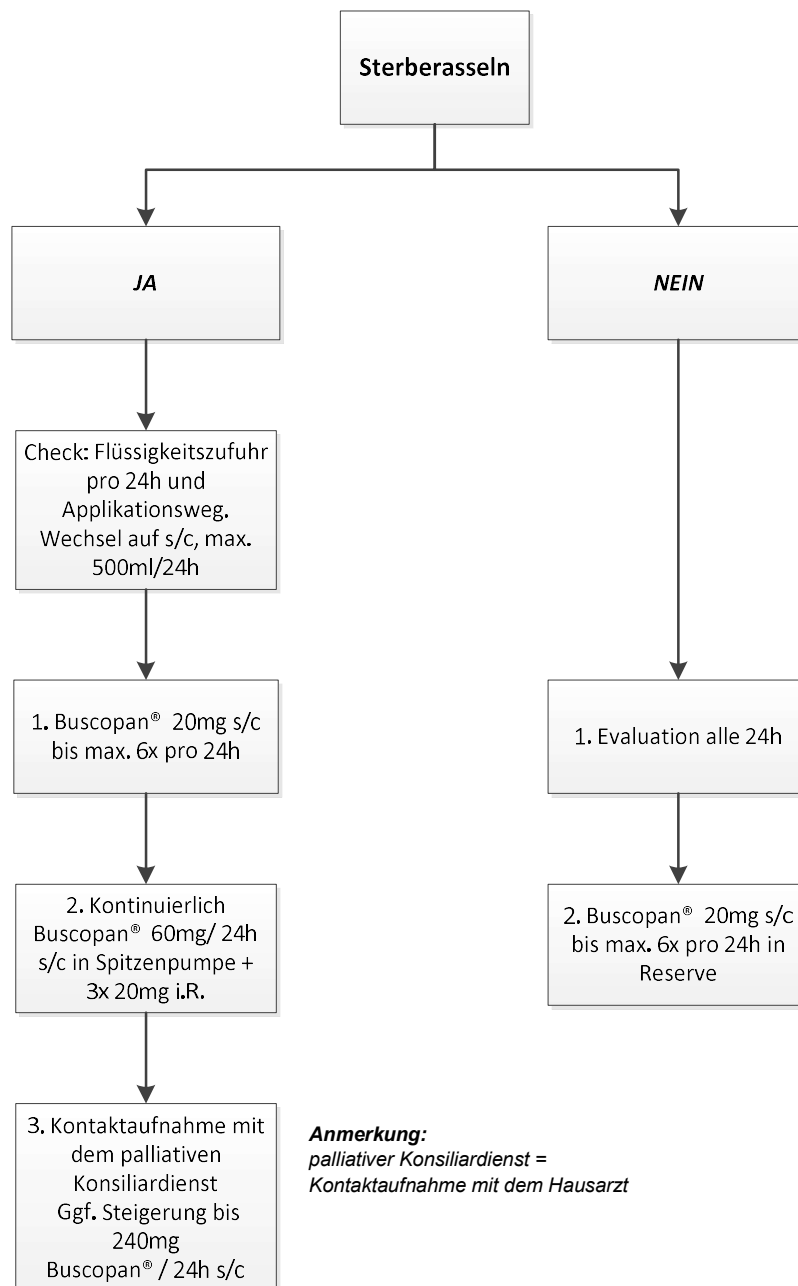 Sterberasseln
JA
NEIN
Check: Flüssigkeitszufuhr
pro 24h und
Applikationsweg.
Wechsel auf s/c, max.
500ml/24h
1. Buscopan® 20mg s/c
bis max. 6x pro 24h
1. Evaluation alle 24h
2. Kontinuierlich
Buscopan® 60mg/ 24h
s/c in Spitzenpumpe +
3x 20mg i.R.
2. Buscopan® 20mg s/c
bis max. 6x pro 24h in
Reserve
3. Kontaktaufnahme mit
dem palliativen
Konsiliardienst
Ggf. Steigerung bis
240mg
Buscopan® / 24h s/c
Anmerkung:
palliativer Konsiliardienst =
Kontaktaufnahme mit dem Hausarzt